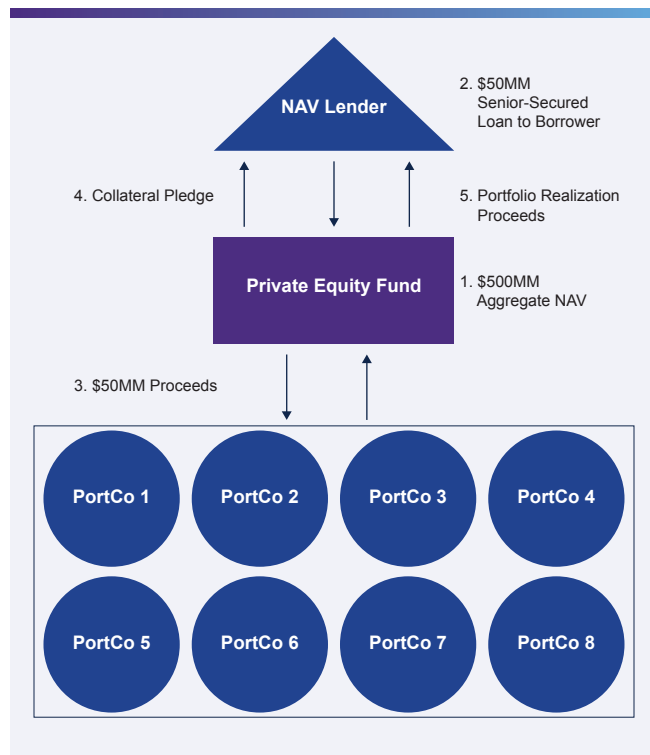 NAV Lender
2. $50MM
Senior-Secured
Loan to Borrower
4. Collateral Pledge
5. Portfolio Realization
Proceeds
Private Equity Fund
1. $500MM
Aggregate NAV
3. $50MM Proceeds
PortCo 1
PortCo 2
PortCo 3
PortCo 4
PortCo 5
PortCo 6
PortCo 7
PortCo 8